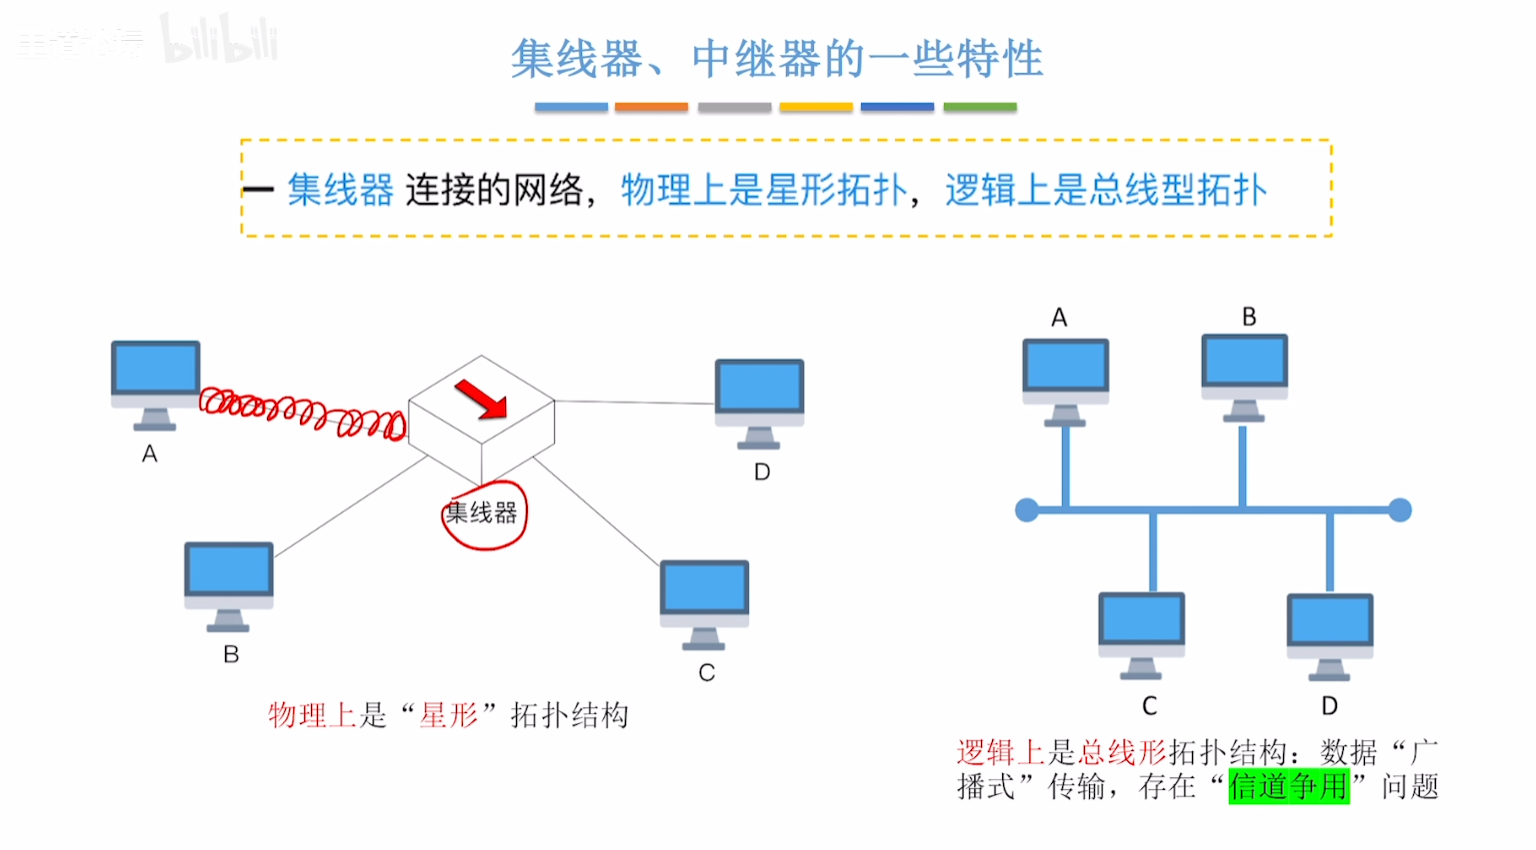 bilibili
集线器、中继器的一些特性
集线器 连接的网络，物理上是星形拓扑，逻辑上是总线型拓扑
A
B
A
D
集线器
B
C
C
D
物理上是“星形”拓扑结构
逻辑上是总线形拓扑结构：数据“广
播式”传输，存在“信道争用”问题